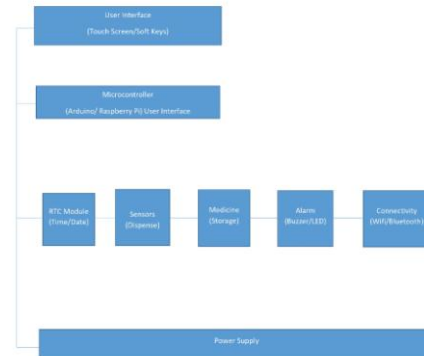 User Interface
(Touch Screen/Soft Keys)
Microcontroller
(Arduino/ Raspberry Pi) User Interface
RTC Module
(Time/Date)
Sensors
(Dispense)
Medicine
(Storage)
Alarm
(Buzzer/LED)
Connectivity
(Wifi/Bluetooth)
Power Supply